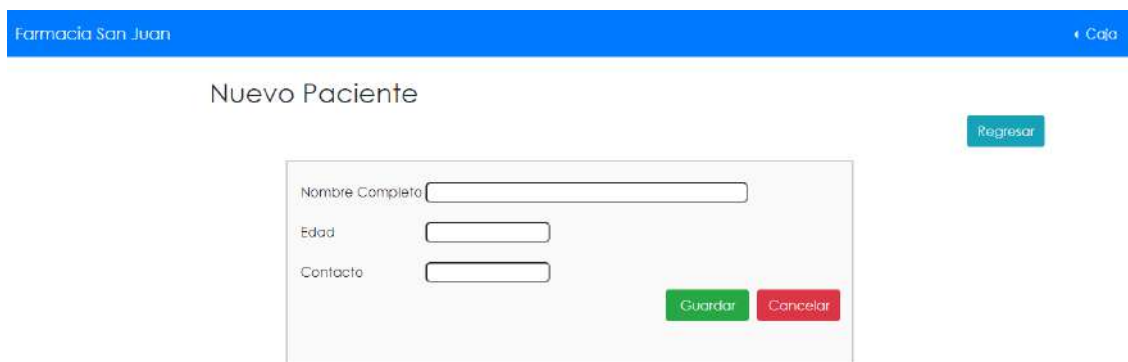 Farmacia San Juan
Caja
Nuevo Paciente
Regresar
Nombre Completo
Edad
Contacto
Guardar Cancelar